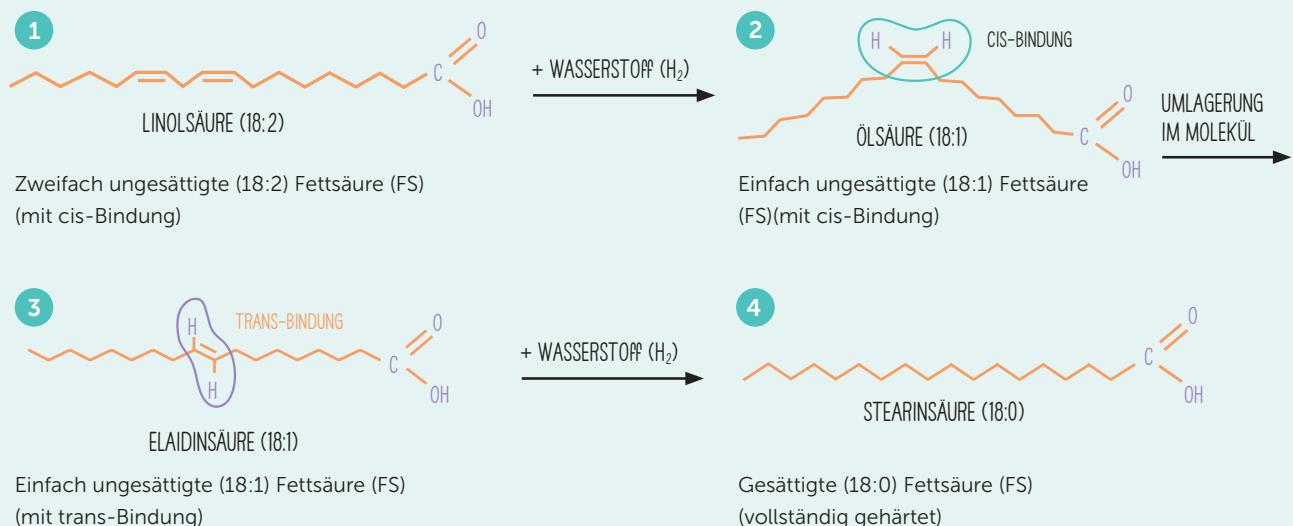 1
O
C
OH
LINOLSÄURE (18:2)
Zweifach ungesättigte (18:2) Fettsäure (FS)
(mit cis-Bindung)
+ WASSERSTOFF (H₂)
2
H H
CIS-BINDUNG
O
C
OH
ÖLSÄURE (18:1)
Einfach ungesättigte (18:1) Fettsäure
(FS)(mit cis-Bindung)
UMLAGERUNG
IM MOLEKÜL
3
H
TRANS-BINDUNG
H
O
C
OH
ELAIDINSÄURE (18:1)
Einfach ungesättigte (18:1) Fettsäure (FS)
(mit trans-Bindung)
+ WASSERSTOFF (H₂)
4
O
C
OH
STEARINSÄURE (18:0)
Gesättigte (18:0) Fettsäure (FS)
(vollständig gehärtet)